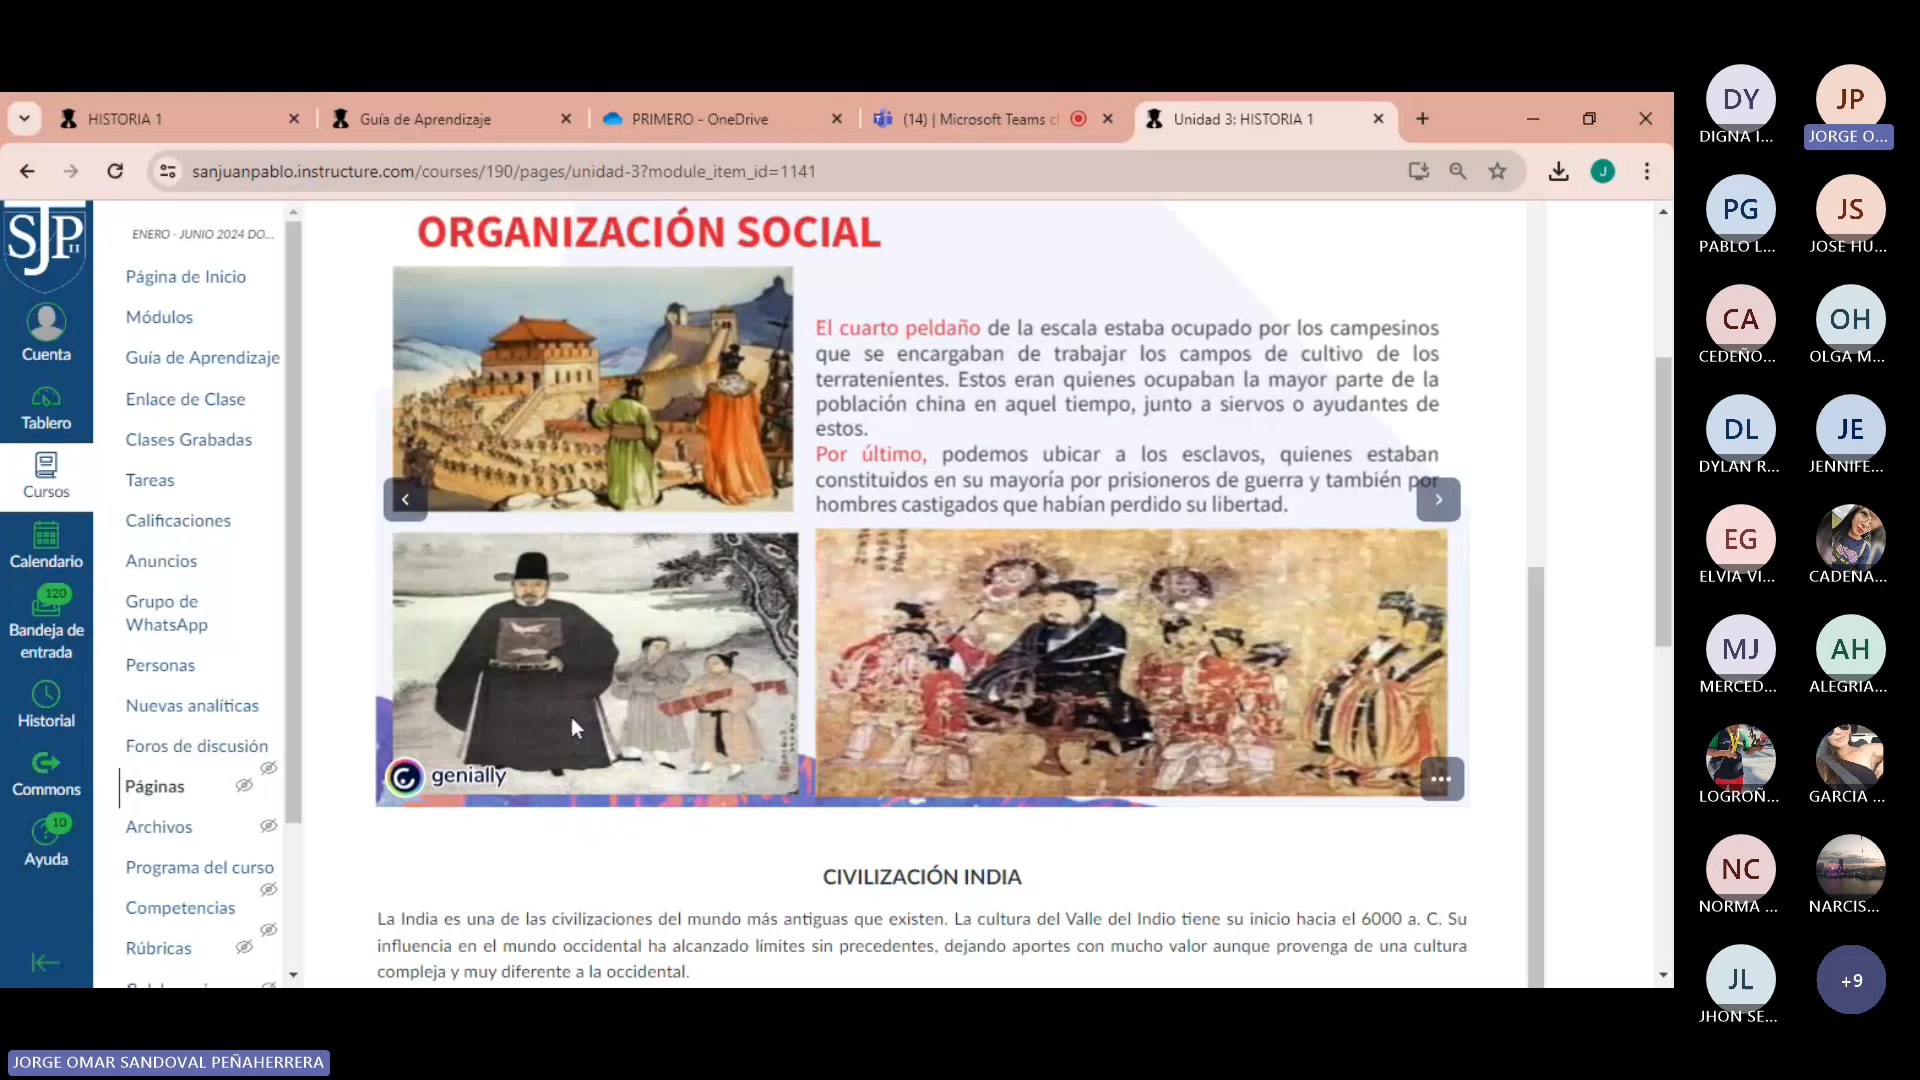 HISTORIA 1
Guía de Aprendizaje
PRIMERO - OneDrive
(14) | Microsoft Teams
Unidad 3: HISTORIA 1
sanjuanpablo.instructure.com/courses/190/pages/unidad-3?module_item_id=1141
J
SJP
II
Cuenta
Tablero
Cursos
Calendario
120
Bandeja de
entrada
Historial
Commons
10
Ayuda
ENERO - JUNIO 2024 DO...
Página de Inicio
Módulos
Guía de Aprendizaje
Enlace de Clase
Clases Grabadas
Tareas
Calificaciones
Anuncios
Grupo de
WhatsApp
Personas
Nuevas analíticas
Foros de discusión
Páginas
Archivos
Programa del curso
Competencias
Rúbricas
ORGANIZACIÓN SOCIAL
El cuarto peldaño de la escala estaba ocupado por los campesinos
que se encargaban de trabajar los campos de cultivo de los
terratenientes. Estos eran quienes ocupaban la mayor parte de la
población china en aquel tiempo, junto a siervos o ayudantes de
estos.
Por último, podemos ubicar a los esclavos, quienes estaban
constituidos en su mayoría por prisioneros de guerra y también por
hombres castigados que habían perdido su libertad.
genially
CIVILIZACIÓN INDIA
La India es una de las civilizaciones del mundo más antiguas que existen. La cultura del Valle del Indio tiene su inicio hacia el 6000 a. C. Su
influencia en el mundo occidental ha alcanzado límites sin precedentes, dejando aportes con mucho valor aunque provenga de una cultura
compleja y muy diferente a la occidental.
DY
DIGNA I...
JP
JORGE O...
PG
PABLO L...
JS
JOSE HU...
CA
CEDEÑO...
OH
OLGA M...
DL
DYLAN R...
JE
JENNIFE...
EG
ELVIA VI...
CADENA...
MJ
MERCED...
AH
ALEGRIA...
LOGROÑ...
GARCIA ...
NC
NORMA ...
NARCIS...
JL
JHON SE...
+9
JORGE OMAR SANDOVAL PEÑAHERRERA